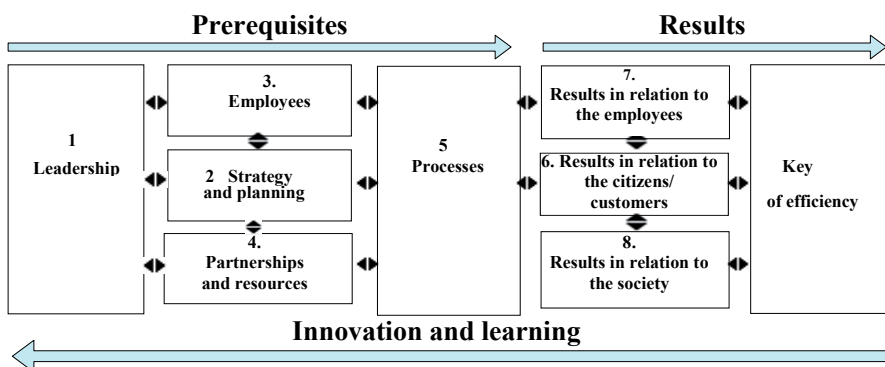 Prerequisites
Results
1
Leadership
3.
Employees
2 Strategy
and planning
4.
Partnerships
and resources
5
Processes
7.
Results in relation to
the employees
6. Results in relation to
the citizens/
customers
8.
Results in relation to
the society
Key
of efficiency
Innovation and learning